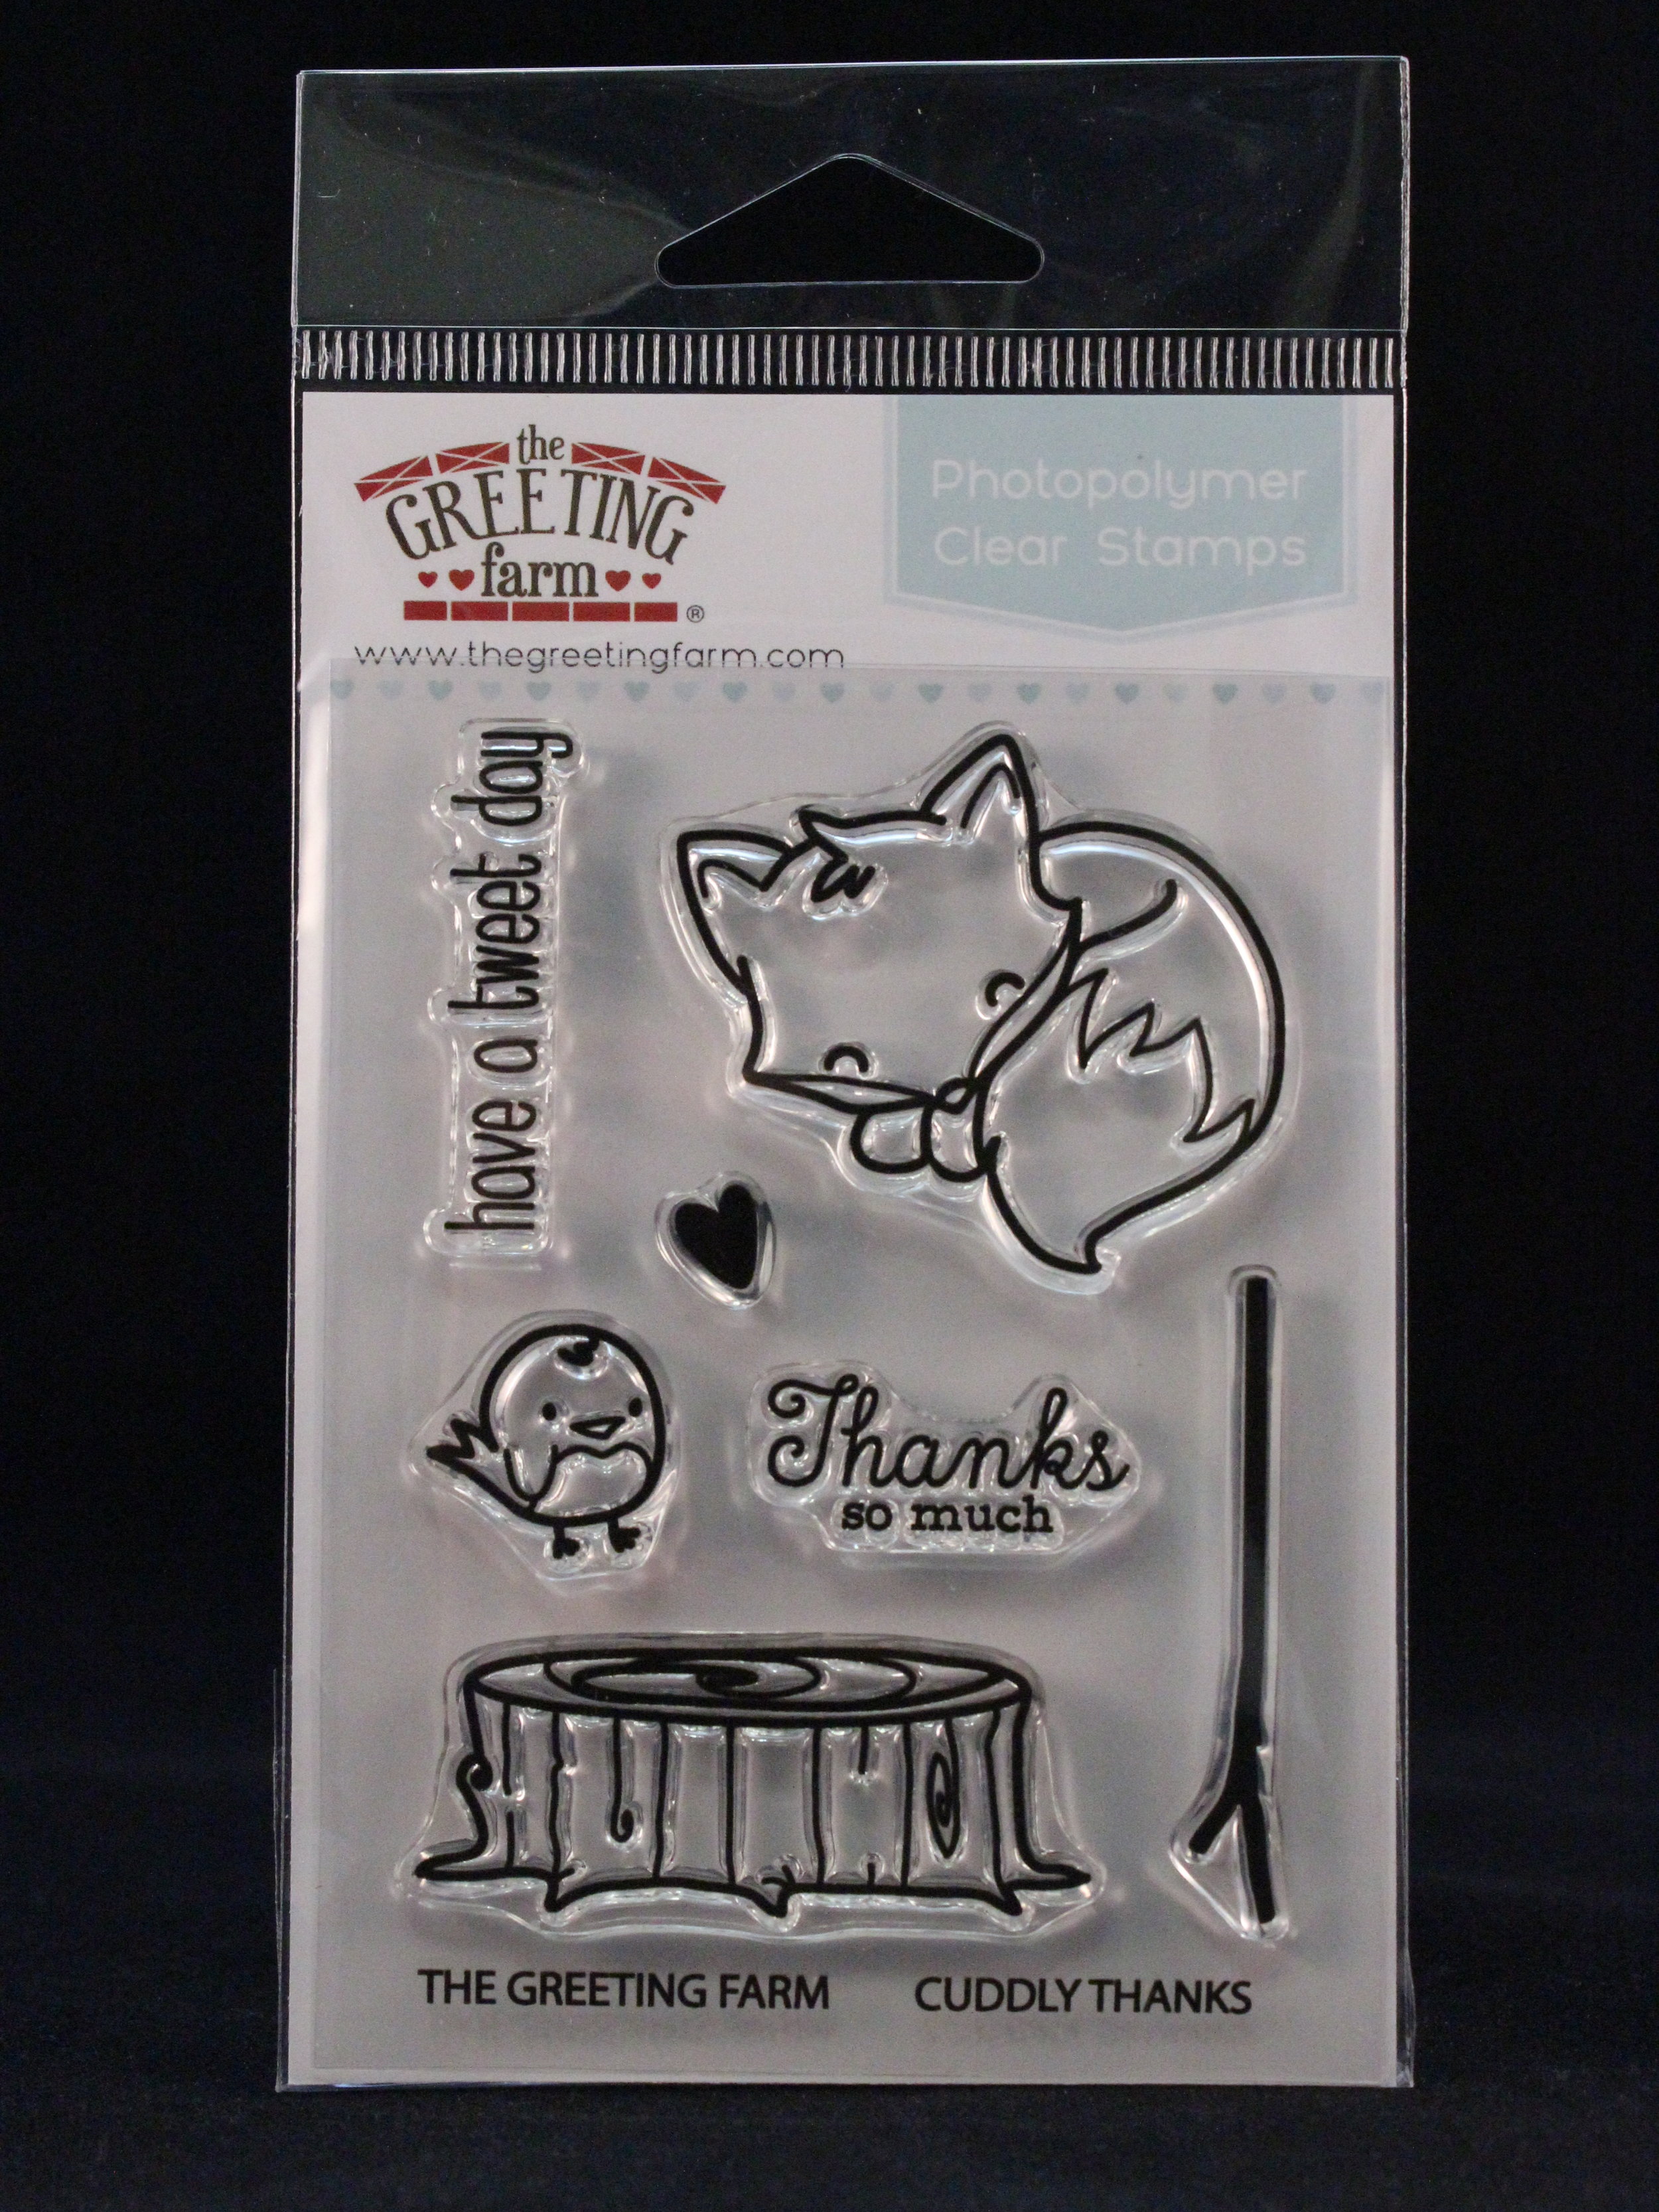 the
GREETING
farm
®
www.thegreetingfarm.com
Photopolymer
Clear Stamps
have a tweet day
Thanks
so much
THE GREETING FARM
CUDDLY THANKS